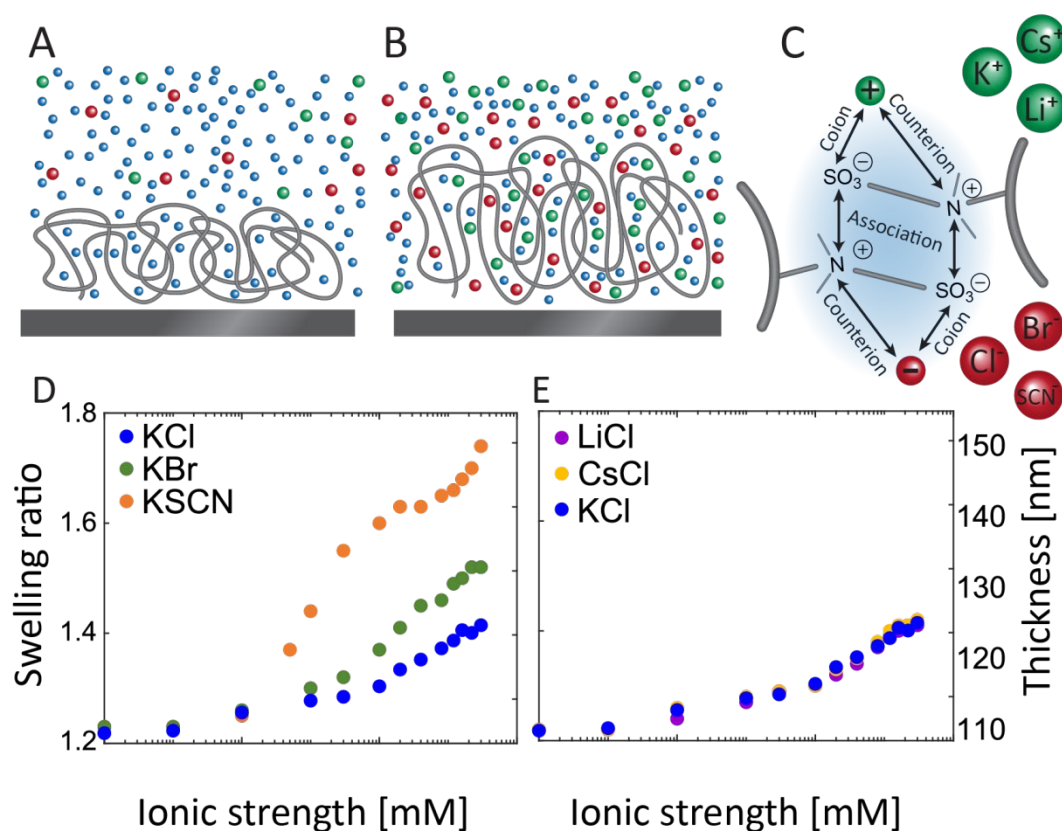 A
B
C
Cs⁺
K⁺
Li⁺
+
Coion
Counterion
SO₃⊖
N⊕
Association
N⊕
SO₃⊖
Counterion
Coion
−
Br⁻
Cl⁻
SCN⁻
D
1.8
1.6
1.4
1.2
Swelling ratio
KCl
KBr
KSCN
Ionic strength [mM]
E
LiCl
CsCl
KCl
150
140
130
120
110
Thickness [nm]
Ionic strength [mM]